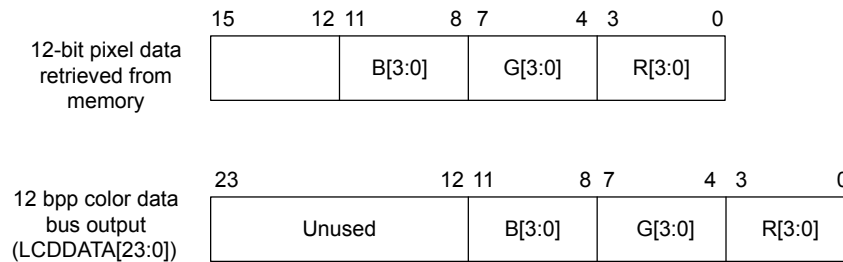 15 12 11 8 7 4 3 0
12-bit pixel data
retrieved from
memory
B[3:0] G[3:0] R[3:0]
23 12 11 8 7 4 3 0
12 bpp color data
bus output
(LCDDATA[23:0])
Unused B[3:0] G[3:0] R[3:0]